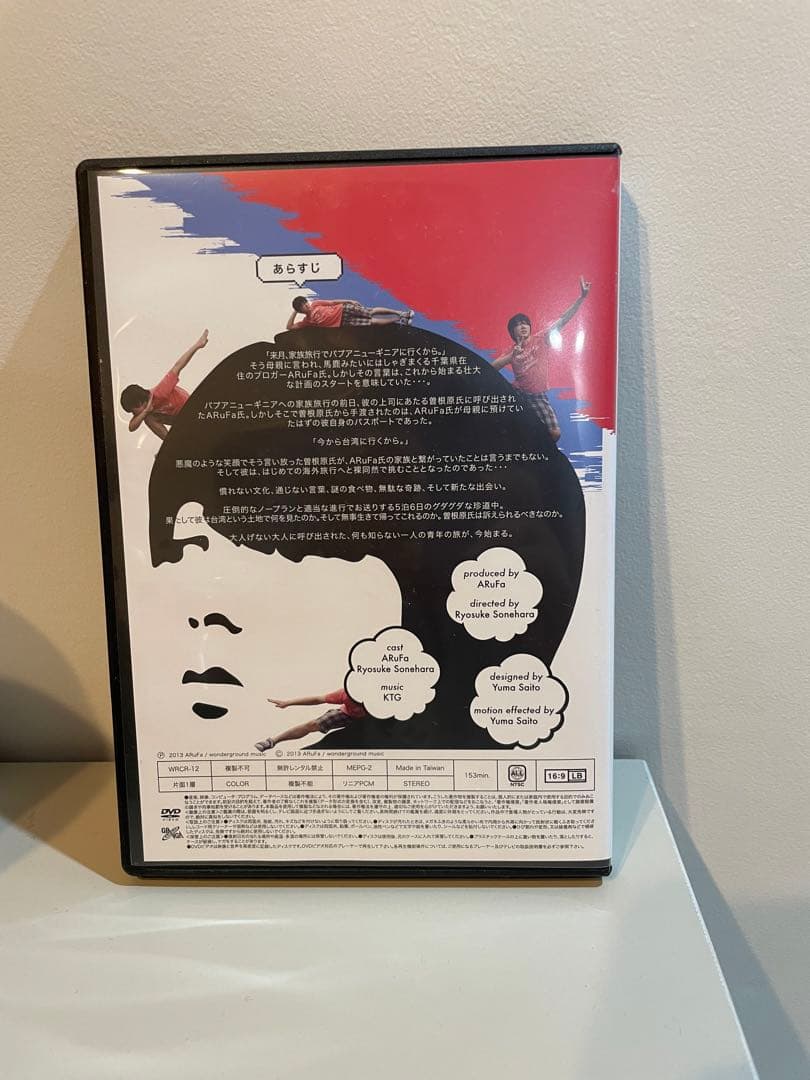 あらすじ
「来月、家族旅行でパプアニューギニアに行くから。」
そう母親に言われ、馬鹿みたいにはしゃぎまくる千葉県在
住のブロガーARuFa氏。しかしその言葉は、これから始まる壮大
な計画のスタートを意味していた・・・。
パプアニューギニアへの家族旅行の前日、彼の上司にあたる曽根原氏に呼び出され
たARuFa氏。しかしそこで曽根原氏から手渡されたのは、ARuFa氏が母親に預けてい
たはずの彼自身のパスポートであった。
「今から台湾に行くから。」
悪魔のような笑顔でそう言い放った曽根原氏が、ARuFa氏の家族と繋がっていたことは言うまでもない。
そして彼は、はじめての海外旅行へと裸同然で挑むこととなったのであった・・・
慣れない文化、通じない言葉、謎の食べ物、無駄な奇跡、そして新たな出会い。
圧倒的なノープランと適当な進行でお送りする5泊6日のグダグダな珍道中。
果たして彼は台湾という土地で何を見たのか。そして無事生きて帰ってこれるのか。曽根原氏は訴えられるべきなのか。
大人げない大人に呼び出された、何も知らない一人の青年の旅が、今始まる。
produced by
ARuFa
directed by
Ryosuke Sonehara
cast
ARuFa
Ryosuke Sonehara
music
KTG
designed by
Yuma Saito
motion effected by
Yuma Saito
Ⓟ 2013 ARuFa / wonderground music © 2013 ARuFa / wonderground music
WRCR-12 複製不可 無許レンタル禁止 MEPG-2 Made in Taiwan 153min. ALL NTSC 16:9 LB
片面1層 COLOR 複製不能 リニアPCM STEREO
DVD VIDEO